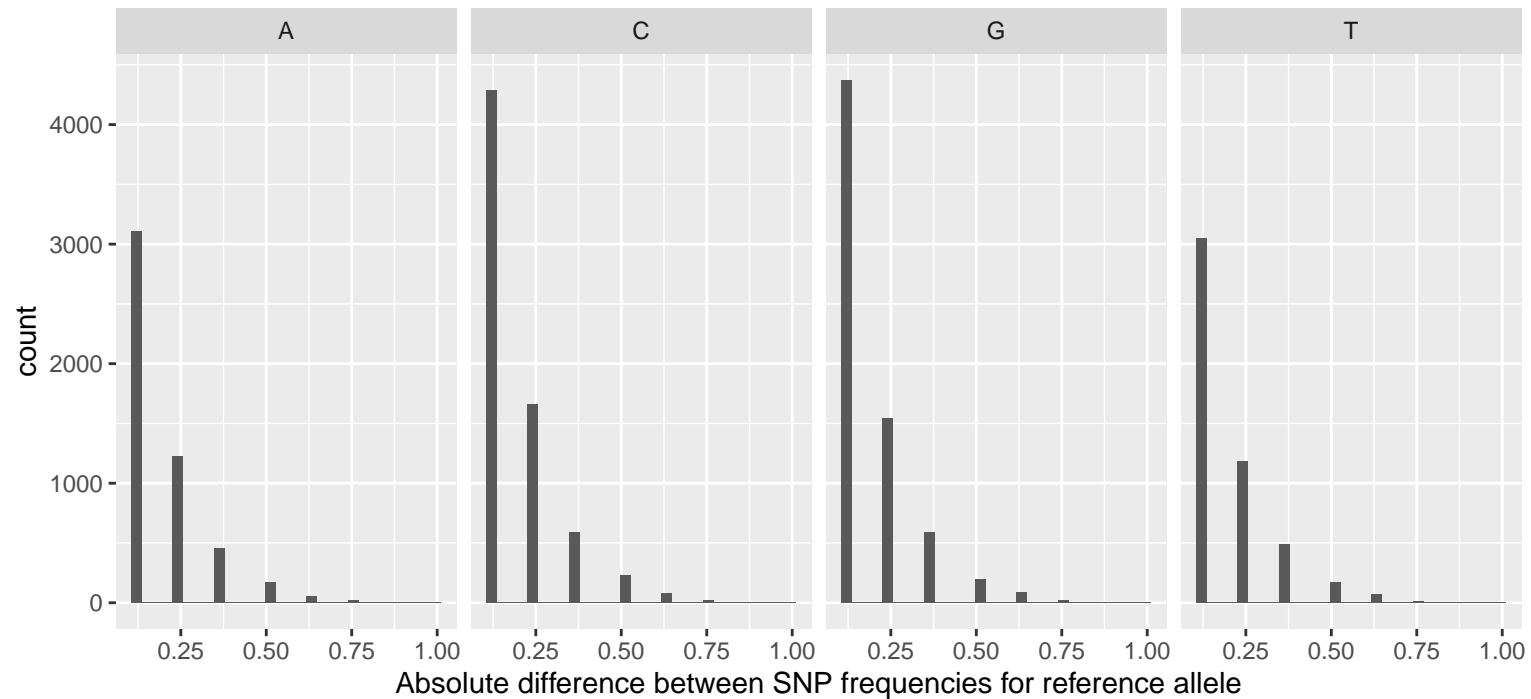 A C G T
count
4000
3000
2000
1000
0
0.25 0.50 0.75 1.00 0.25 0.50 0.75 1.00 0.25 0.50 0.75 1.00 0.25 0.50 0.75 1.00
Absolute difference between SNP frequencies for reference allele